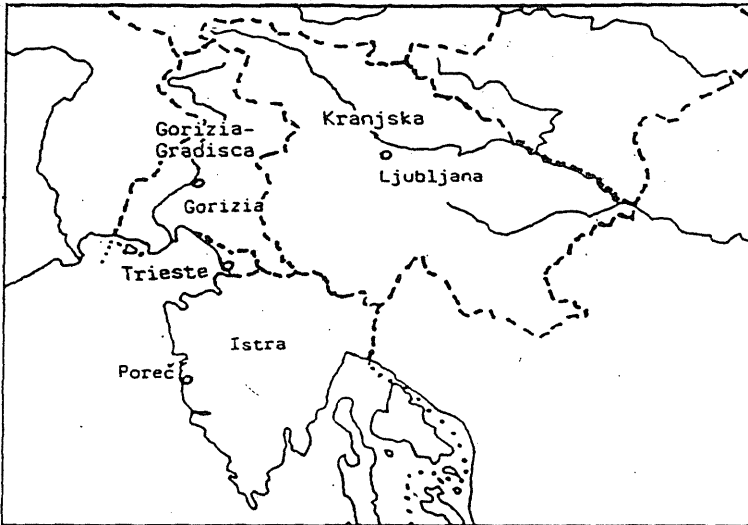 Kranjska
Gorizia-
Gradisca
Ljubljana
Gorizia
Trieste
Istra
Poreč